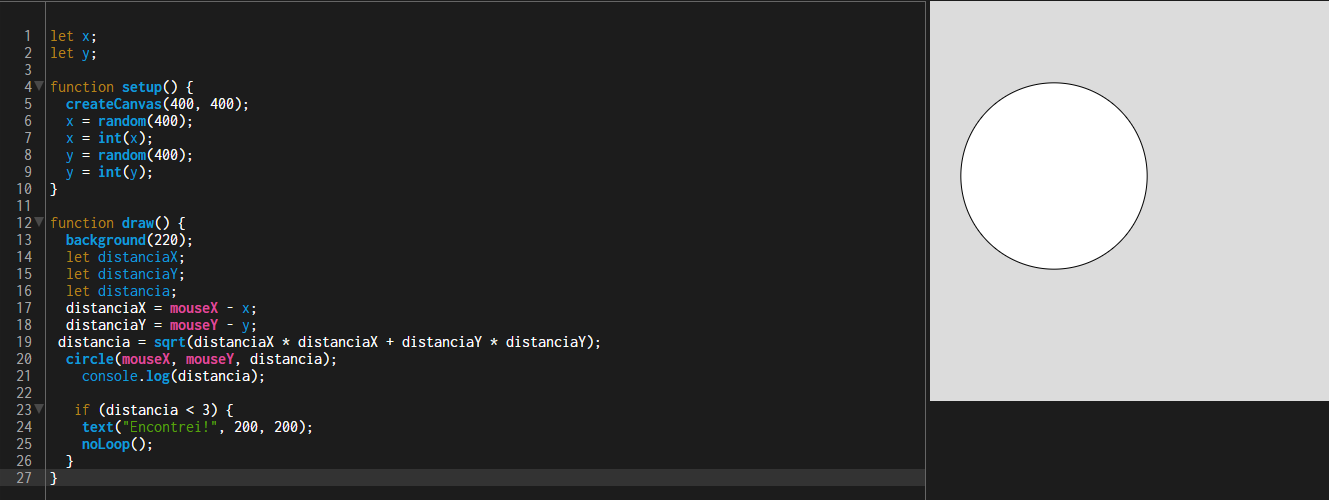 1 let x;
2 let y;
3
4 function setup() {
5   createCanvas(400, 400);
6   x = random(400);
7   x = int(x);
8   y = random(400);
9   y = int(y);
10 }
11
12 function draw() {
13   background(220);
14   let distanciaX;
15   let distanciaY;
16   let distancia;
17   distanciaX = mouseX - x;
18   distanciaY = mouseY - y;
19  distancia = sqrt(distanciaX * distanciaX + distanciaY * distanciaY);
20   circle(mouseX, mouseY, distancia);
21     console.log(distancia);
22
23    if (distancia < 3) {
24     text("Encontrei!", 200, 200);
25     noLoop();
26   }
27 }